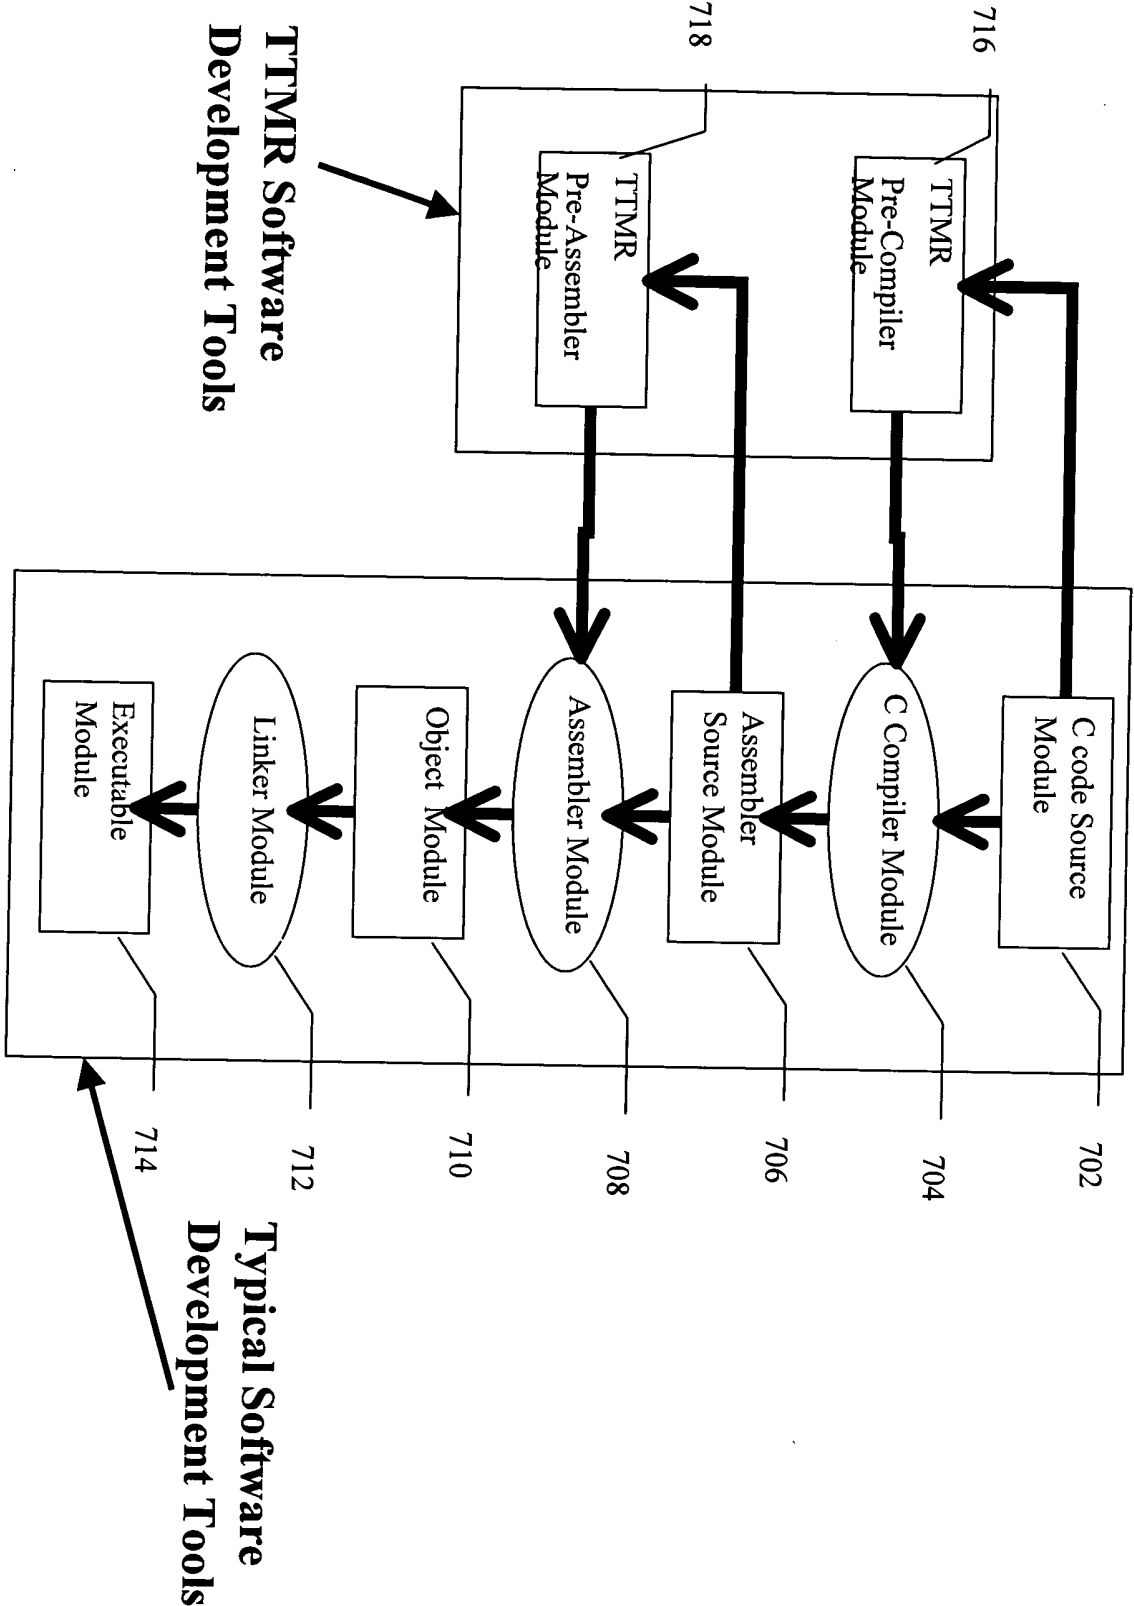 716
718
TTMR
Pre-Compiler
Module
TTMR
Pre-Assembler
Module
TTMR Software
Development Tools
C code Source
Module
C Compiler Module
Assembler
Source Module
Assembler Module
Object Module
Linker Module
Executable
Module
702
704
706
708
710
712
714
Typical Software
Development Tools